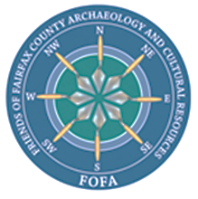 FRIENDS OF FAIRFAX COUNTY ARCHAEOLOGY AND CULTURAL RESOURCES
N
NE
E
SE
SW
W
NW
FOFA